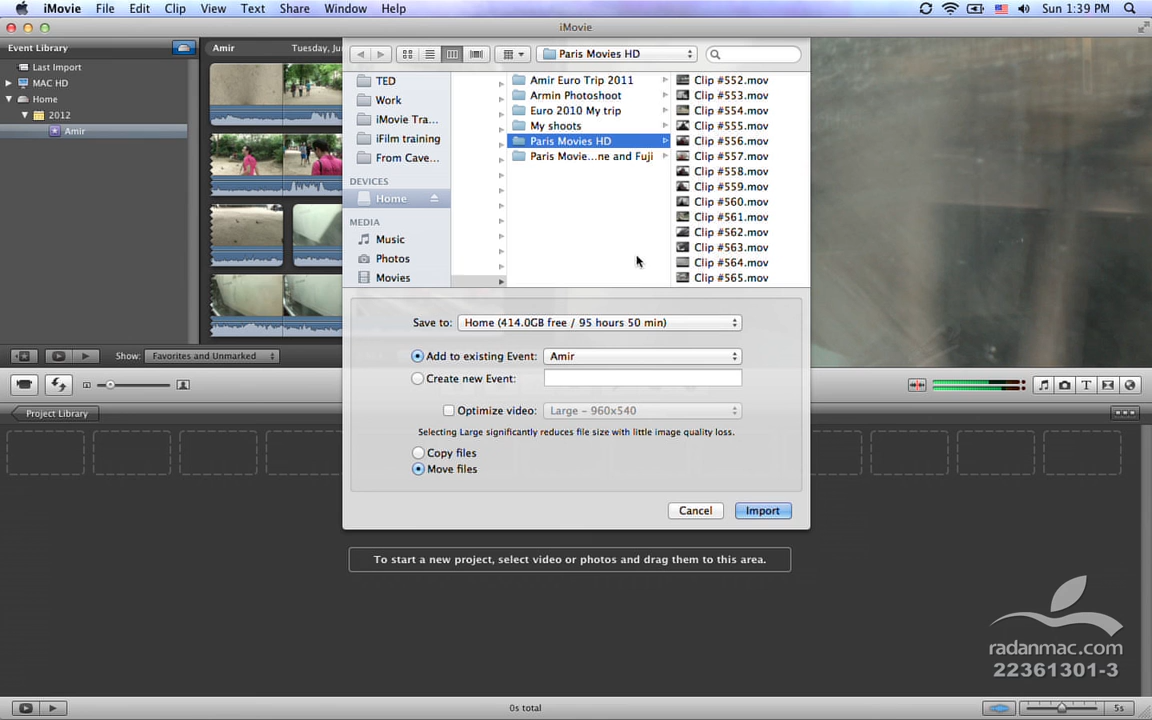 iMovie File Edit Clip View Text Share Window Help Sun 1:39 PM
iMovie
Event Library
Last Import
MAC HD
Home
2012
Amir
Amir Tuesday, Ju
Paris Movies HD
TED
Work
iMovie Tra...
iFilm training
From Cave...
DEVICES
Home
MEDIA
Music
Photos
Movies
Amir Euro Trip 2011
Armin Photoshoot
Euro 2010 My trip
My shoots
Paris Movies HD
Paris Movie...ne and Fuji
Clip #552.mov
Clip #553.mov
Clip #554.mov
Clip #555.mov
Clip #556.mov
Clip #557.mov
Clip #558.mov
Clip #559.mov
Clip #560.mov
Clip #561.mov
Clip #562.mov
Clip #563.mov
Clip #564.mov
Clip #565.mov
Save to: Home (414.0GB free / 95 hours 50 min)
Add to existing Event: Amir
Create new Event:
Optimize video: Large - 960x540
Selecting Large significantly reduces file size with little image quality loss.
Copy files
Move files
Cancel Import
Show: Favorites and Unmarked
Project Library
To start a new project, select video or photos and drag them to this area.
radanmac.com
22361301-3
0s total
5s